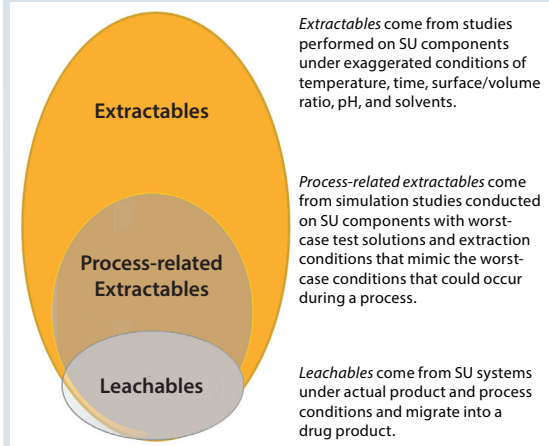 Extractables
Process-related
Extractables
Leachables
Extractables come from studies
performed on SU components
under exaggerated conditions of
temperature, time, surface/volume
ratio, pH, and solvents.
Process-related extractables come
from simulation studies conducted
on SU components with worst-
case test solutions and extraction
conditions that mimic the worst-
case conditions that could occur
during a process.
Leachables come from SU systems
under actual product and process
conditions and migrate into a
drug product.